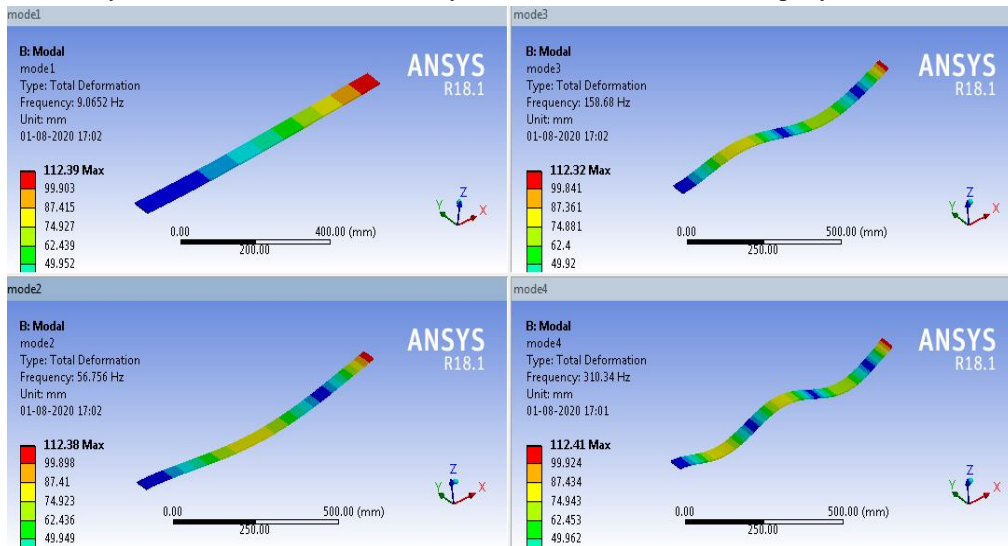 mode1
B: Modal
mode1
Type: Total Deformation
Frequency: 9.0652 Hz
Unit: mm
01-08-2020 17:02
ANSYS
R18.1
112.39 Max
99.903
87.415
74.927
62.439
49.952
0.00
400.00 (mm)
200.00
Z
Y
X
mode3
B: Modal
mode3
Type: Total Deformation
Frequency: 158.68 Hz
Unit: mm
01-08-2020 17:02
ANSYS
R18.1
112.32 Max
99.841
87.361
74.881
62.4
49.92
0.00
500.00 (mm)
250.00
Z
Y
X
mode2
B: Modal
mode2
Type: Total Deformation
Frequency: 56.756 Hz
Unit: mm
01-08-2020 17:02
ANSYS
R18.1
112.38 Max
99.898
87.41
74.923
62.436
49.949
0.00
500.00 (mm)
250.00
Z
Y
X
mode4
B: Modal
mode4
Type: Total Deformation
Frequency: 310.34 Hz
Unit: mm
01-08-2020 17:01
ANSYS
R18.1
112.41 Max
99.924
87.434
74.943
62.453
49.962
0.00
500.00 (mm)
250.00
Z
Y
X